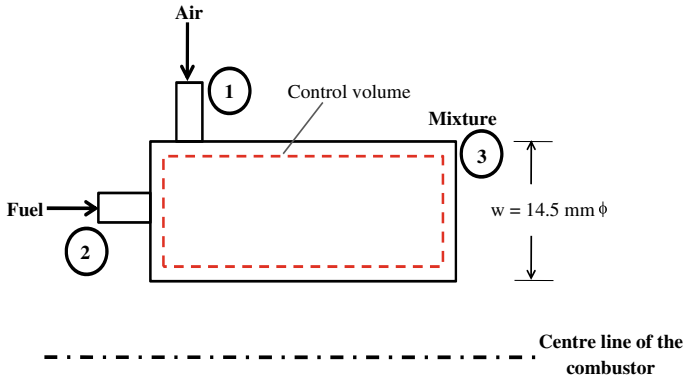 Air
1
Control volume
Mixture
3
Fuel
w = 14.5 mm ϕ
2
Centre line of the
combustor